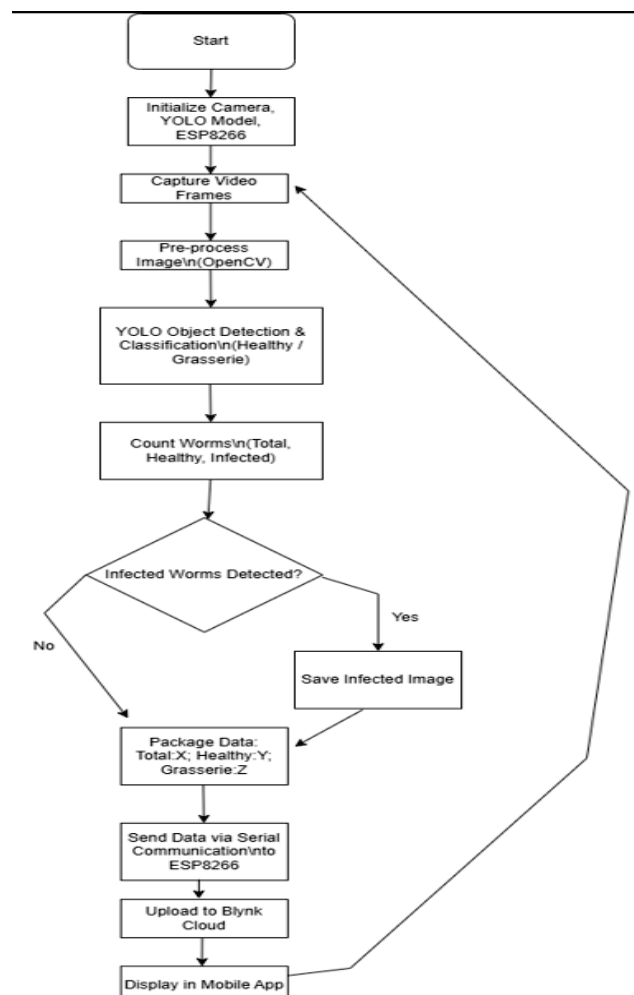 Start
Initialize Camera,
YOLO Model,
ESP8266
Capture Video
Frames
Pre-process
Image\n(OpenCV)
YOLO Object Detection &
Classification\n(Healthy /
Grasserie)
Count Worms\n(Total,
Healthy, Infected)
Infected Worms Detected?
Yes
No
Save Infected Image
Package Data:
Total:X; Healthy:Y;
Grasserie:Z
Send Data via Serial
Communication\nto
ESP8266
Upload to Blynk
Cloud
Display in Mobile App